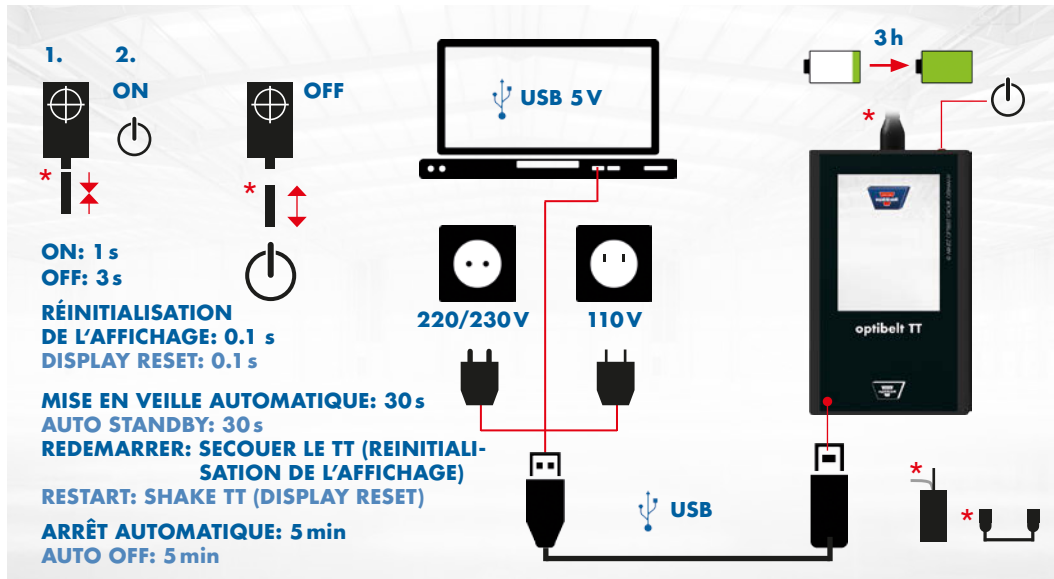 1.
2.
ON
OFF
*
*
ON: 1 s
OFF: 3 s
RÉINITIALISATION
DE L'AFFICHAGE: 0.1 s
DISPLAY RESET: 0.1 s
MISE EN VEILLE AUTOMATIQUE: 30 s
AUTO STANDBY: 30 s
REDEMARRER: SECOUER LE TT (REINITIALI-
SATION DE L'AFFICHAGE)
RESTART: SHAKE TT (DISPLAY RESET)
ARRÊT AUTOMATIQUE: 5 min
AUTO OFF: 5 min
USB 5 V
220/230 V
110 V
USB
3 h
*
optibelt
optibelt TT
*
*